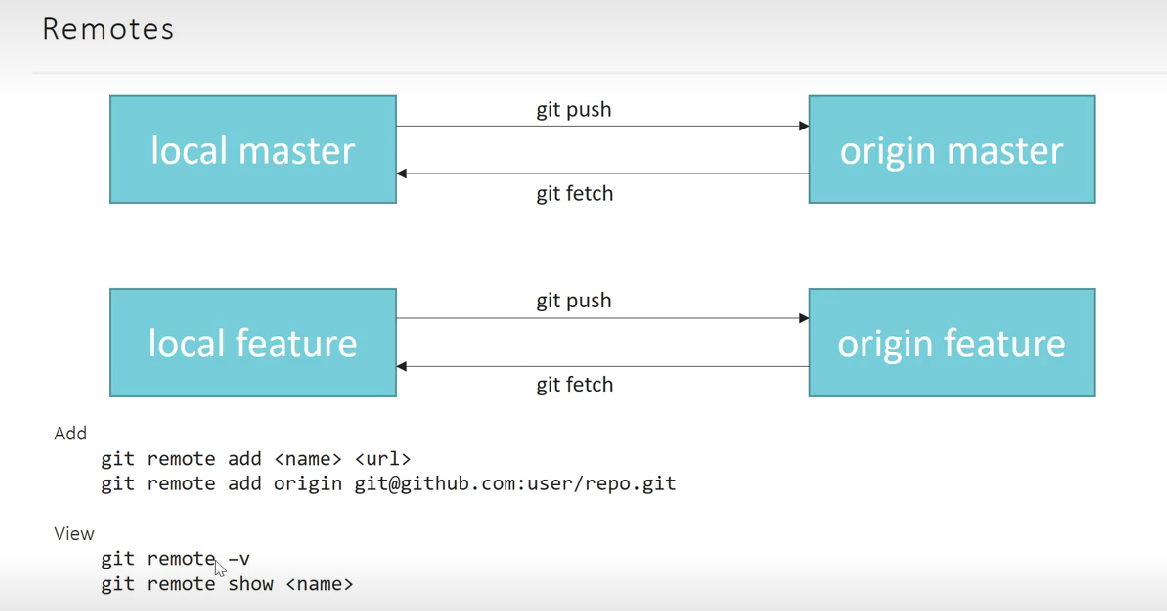 Remotes
git push
local master
origin master
git fetch
git push
local feature
origin feature
git fetch
Add
git remote add <name> <url>
git remote add origin git@github.com:user/repo.git
View
git remote –v
git remote show <name>